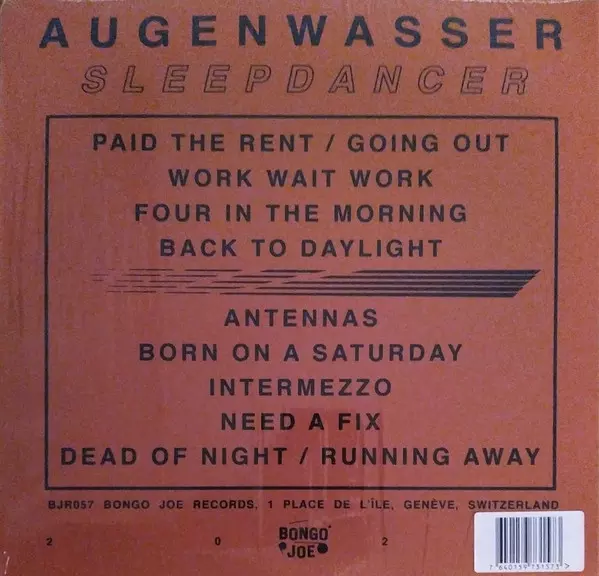 AUGENWASSER
SLEEPDANCER
PAID THE RENT / GOING OUT
WORK WAIT WORK
FOUR IN THE MORNING
BACK TO DAYLIGHT
ANTENNAS
BORN ON A SATURDAY
INTERMEZZO
NEED A FIX
DEAD OF NIGHT / RUNNING AWAY
BJR057 BONGO JOE RECORDS, 1 PLACE DE L'ÎLE, GENÈVE, SWITZERLAND
2 0 2
BONGO
JOE